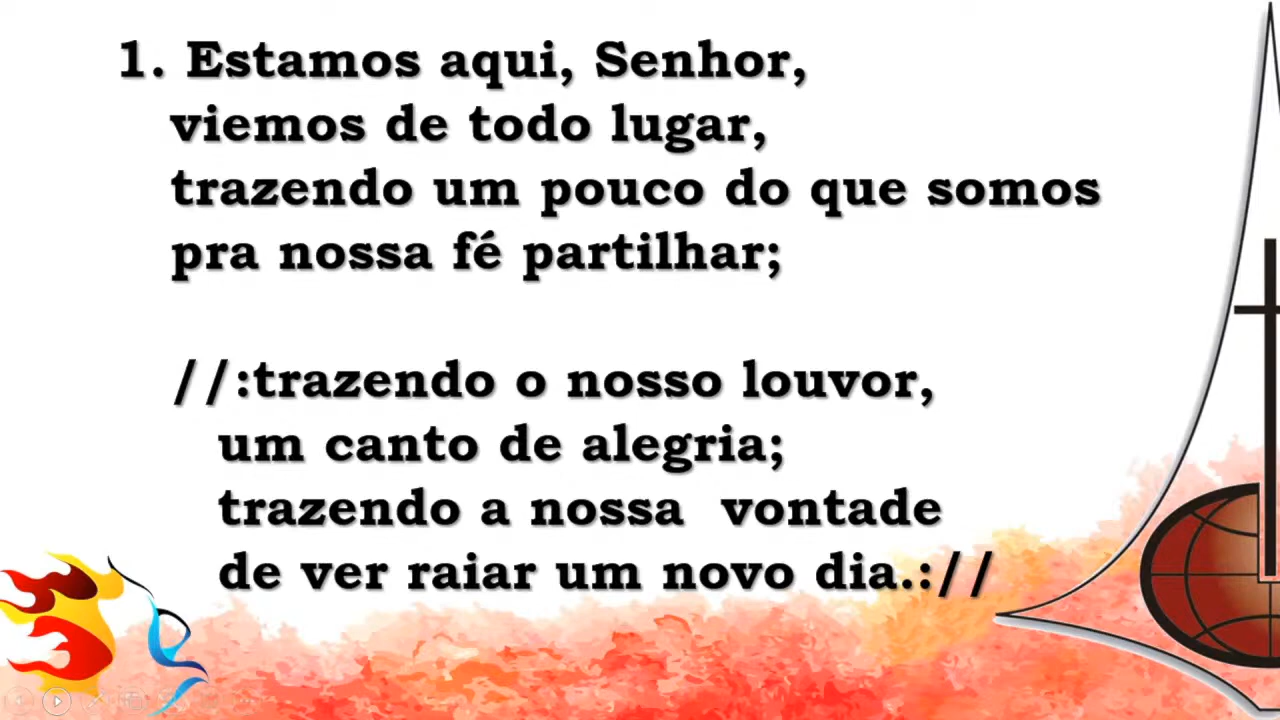 1. Estamos aqui, Senhor,
viemos de todo lugar,
trazendo um pouco do que somos
pra nossa fé partilhar;
//:trazendo o nosso louvor,
um canto de alegria;
trazendo a nossa  vontade
de ver raiar um novo dia.://